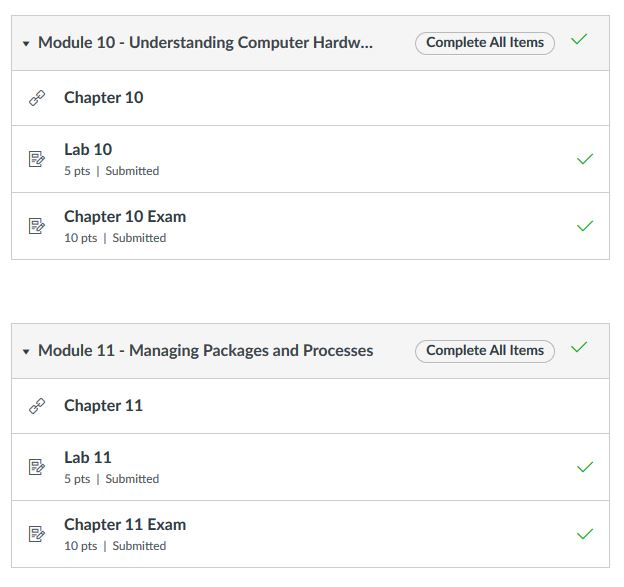 Module 10 - Understanding Computer Hardw...
Complete All Items
Chapter 10
Lab 10
5 pts | Submitted
Chapter 10 Exam
10 pts | Submitted
Module 11 - Managing Packages and Processes
Complete All Items
Chapter 11
Lab 11
5 pts | Submitted
Chapter 11 Exam
10 pts | Submitted